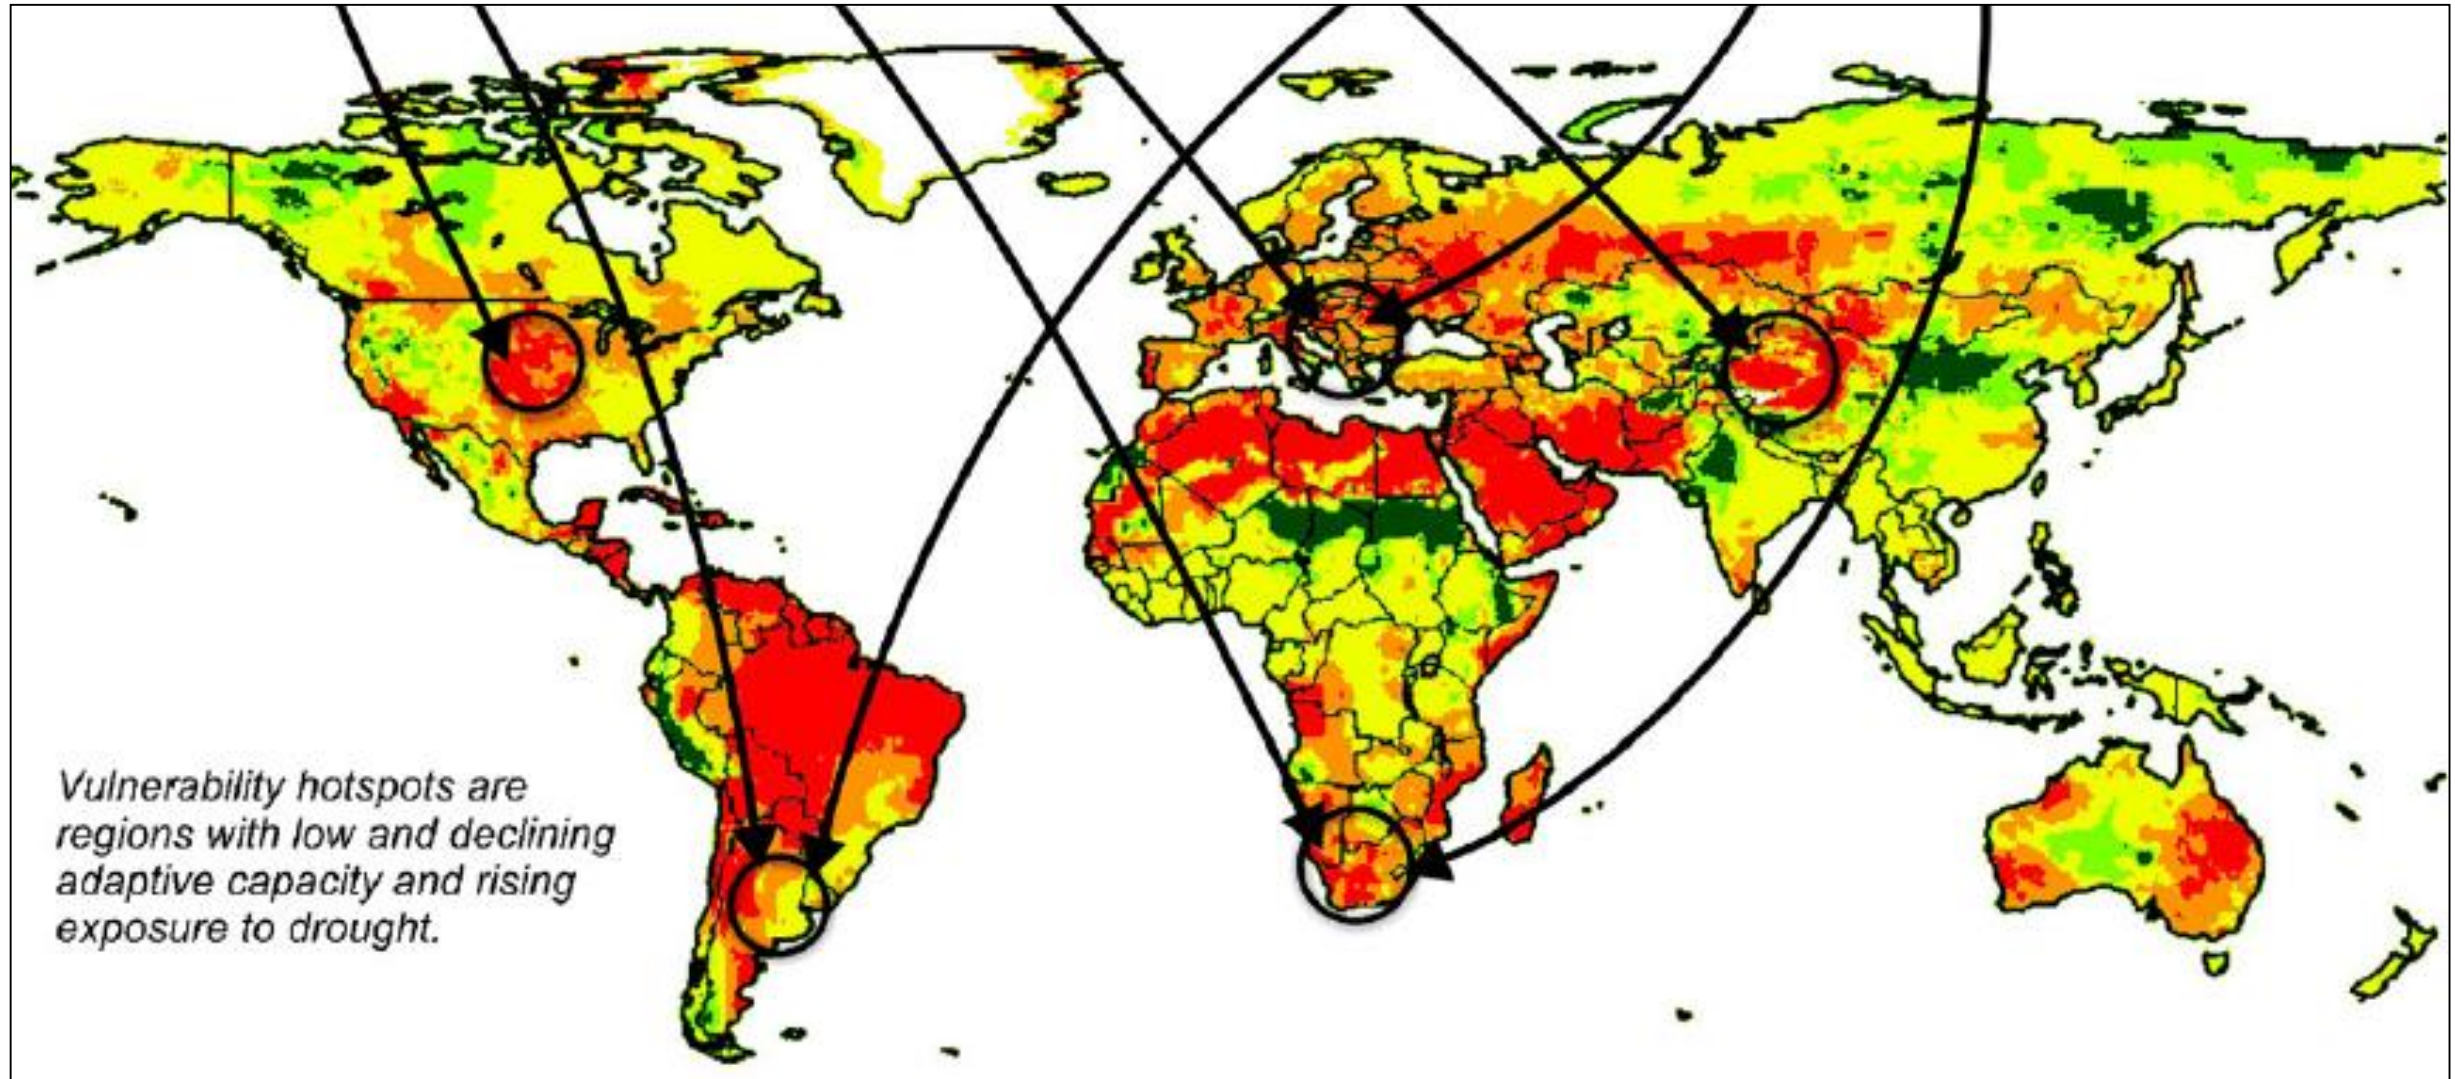 Vulnerability hotspots are
regions with low and declining
adaptive capacity and rising
exposure to drought.